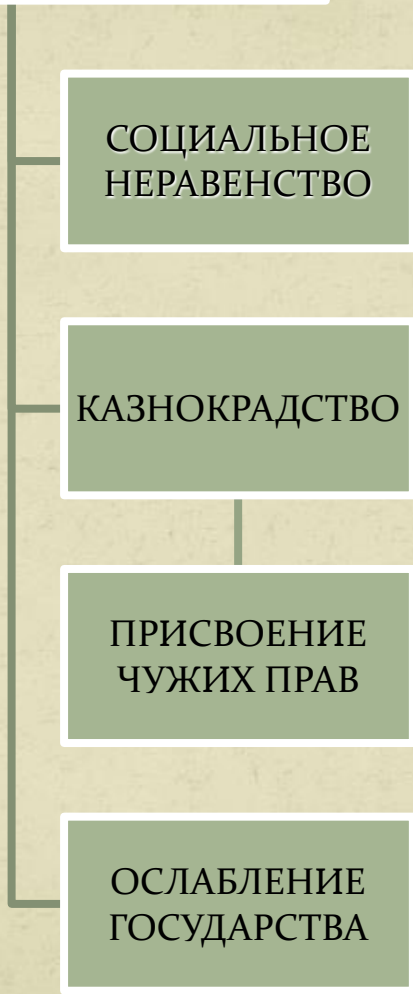 СОЦИАЛЬНОЕ
НЕРАВЕНСТВО
КАЗНОКРАДСТВО
ПРИСВОЕНИЕ
ЧУЖИХ ПРАВ
ОСЛАБЛЕНИЕ
ГОСУДАРСТВА